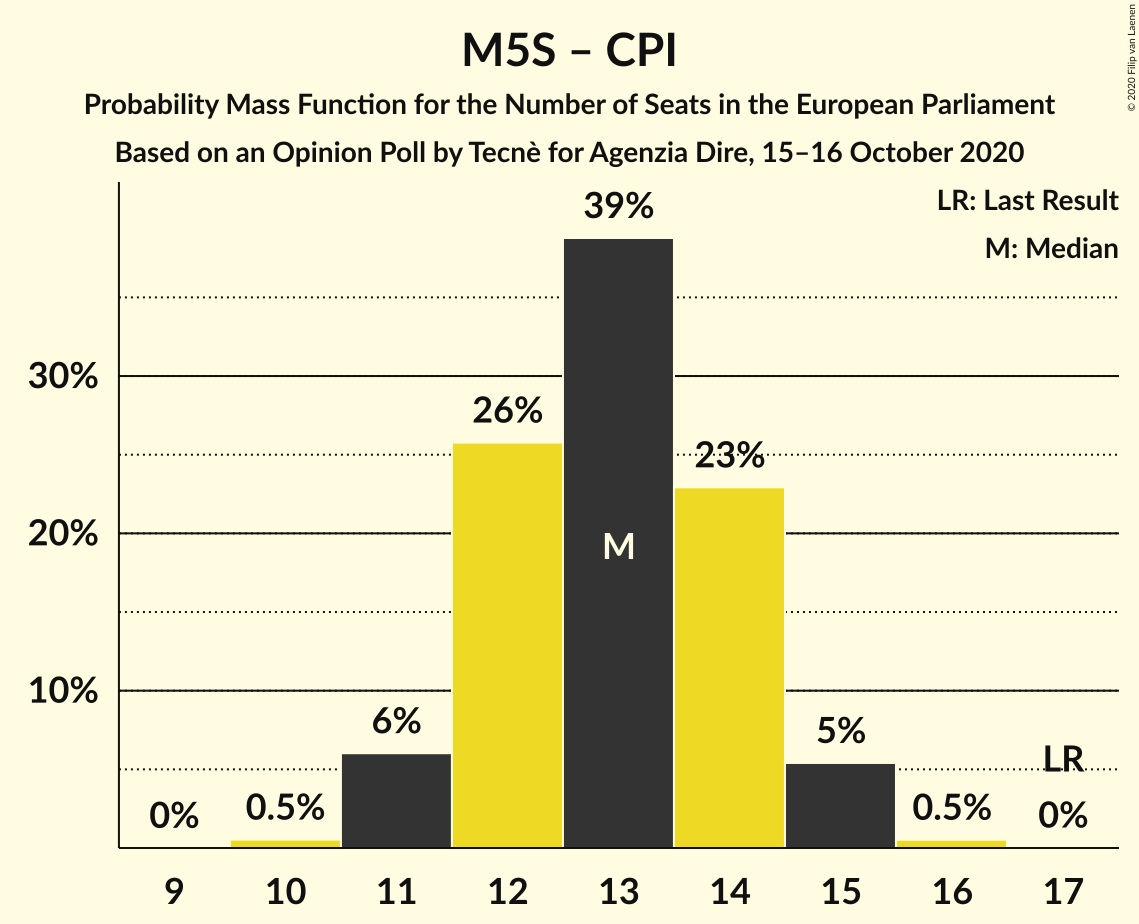 M5S – CPI
Probability Mass Function for the Number of Seats in the European Parliament
Based on an Opinion Poll by Tecnè for Agenzia Dire, 15–16 October 2020
© 2020 Filip van Laenen
LR: Last Result
M: Median
30%
20%
10%
0%
0.5%
6%
26%
39%
M
23%
5%
0.5%
LR
0%
9 10 11 12 13 14 15 16 17